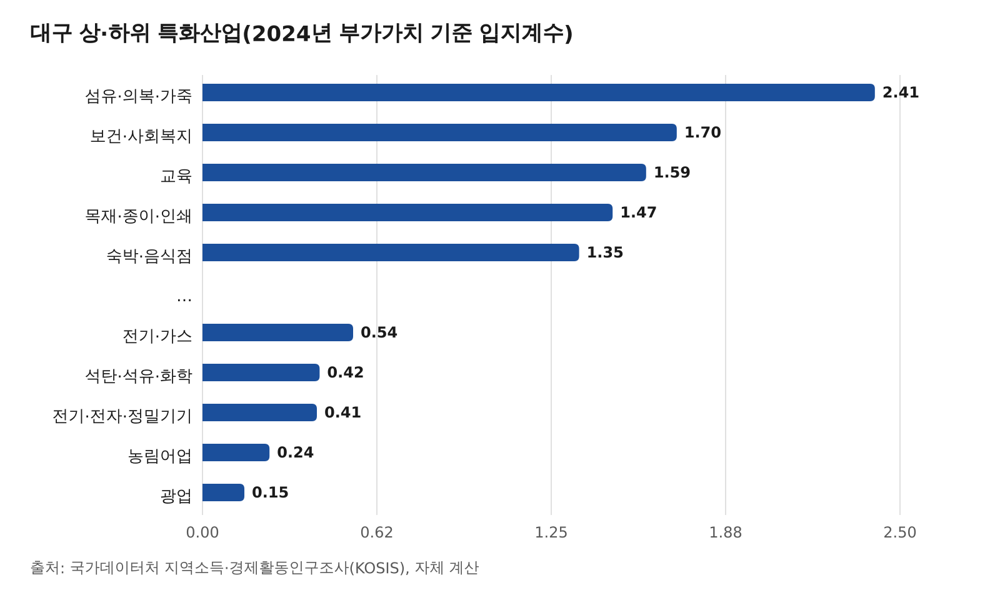 대구 상·하위 특화산업(2024년 부가가치 기준 입지계수)
섬유·의복·가죽 2.41
보건·사회복지 1.70
교육 1.59
목재·종이·인쇄 1.47
숙박·음식점 1.35
…
전기·가스 0.54
석탄·석유·화학 0.42
전기·전자·정밀기기 0.41
농림어업 0.24
광업 0.15
0.00 0.62 1.25 1.88 2.50
출처: 국가데이터처 지역소득·경제활동인구조사(KOSIS), 자체 계산